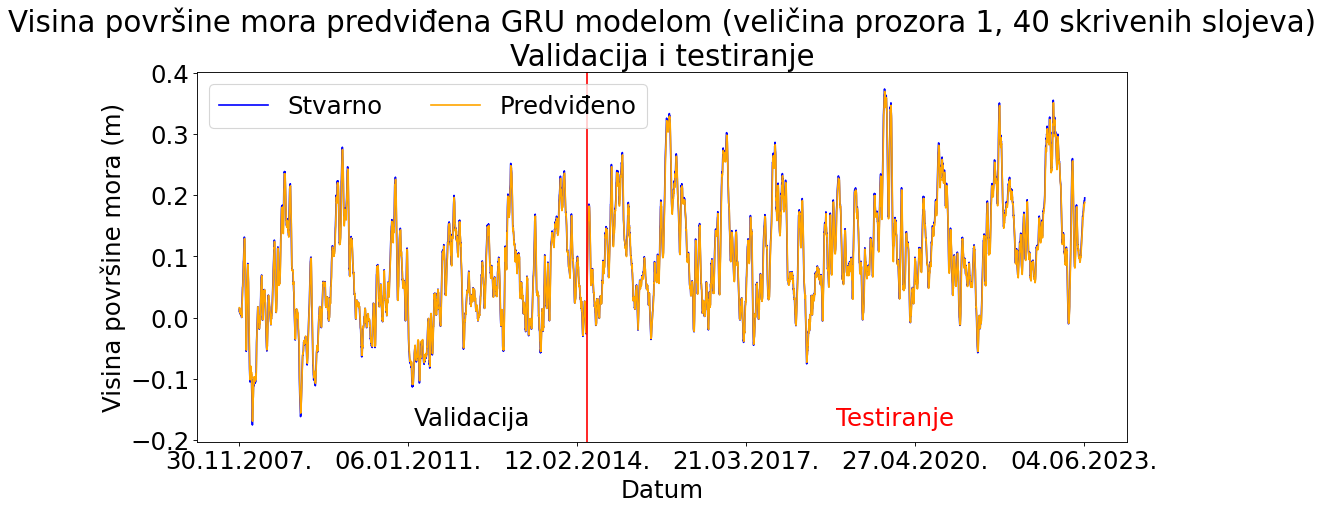 Visina površine mora predviđena GRU modelom (veličina prozora 1, 40 skrivenih slojeva)
Validacija i testiranje
Stvarno
Predviđeno
Visina površine mora (m)
0.4
0.3
0.2
0.1
0.0
−0.1
−0.2
Validacija
Testiranje
30.11.2007.
06.01.2011.
12.02.2014.
21.03.2017.
27.04.2020.
04.06.2023.
Datum